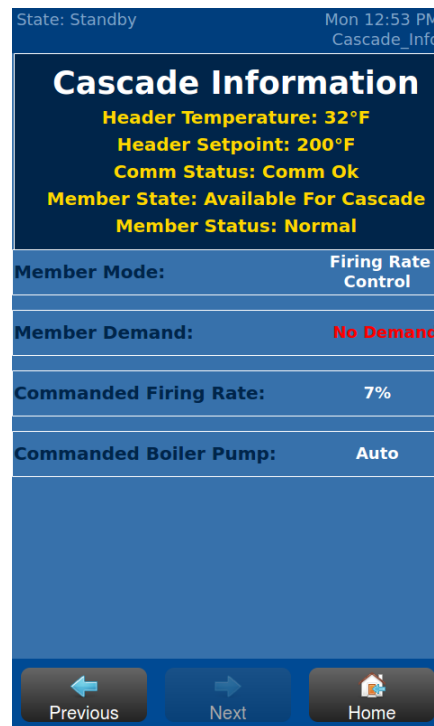 State: Standby Mon 12:53 PM
Cascade_Info
Cascade Information
Header Temperature: 32°F
Header Setpoint: 200°F
Comm Status: Comm Ok
Member State: Available For Cascade
Member Status: Normal
Member Mode: Firing Rate
Control
Member Demand: No Demand
Commanded Firing Rate: 7%
Commanded Boiler Pump: Auto
Previous Next Home